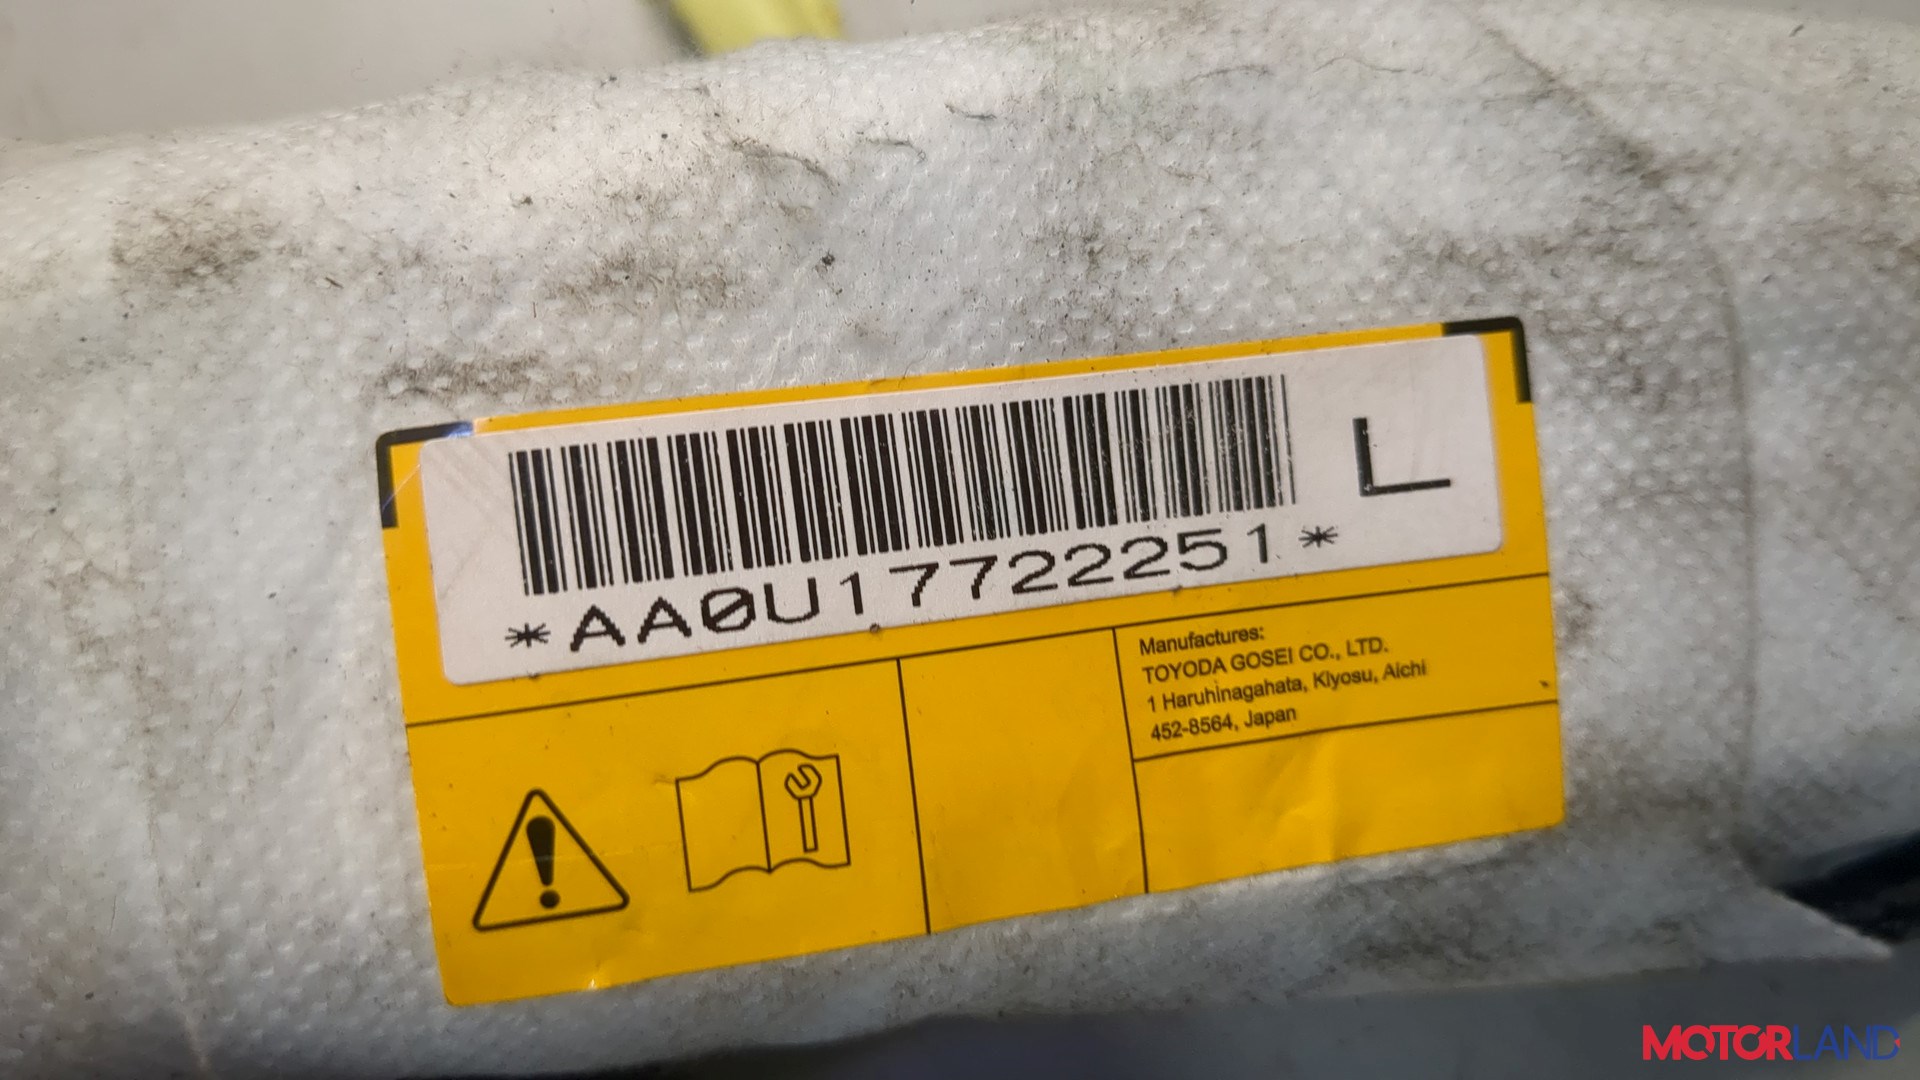 *AA0U17722251*
L
Manufactures:
TOYODA GOSEI CO., LTD.
1 Haruhinagahata, Kiyosu, Aichi
452-8564, Japan
MOTORLAND